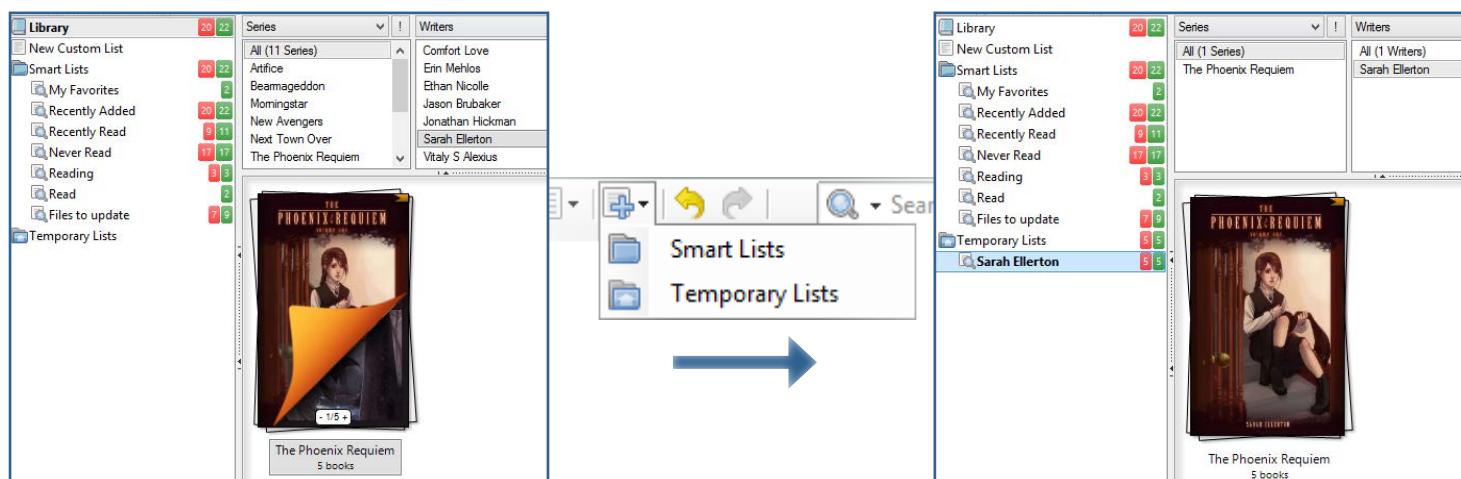 Library 20 22
New Custom List
Smart Lists 20 22
My Favorites 2
Recently Added 20 22
Recently Read 9 11
Never Read 17 17
Reading 3 3
Read 2
Files to update 7 9
Temporary Lists
Series !
All (11 Series)
Artifice
Bearmageddon
Morningstar
New Avengers
Next Town Over
The Phoenix Requiem
Writers
Comfort Love
Erin Mehlos
Ethan Nicolle
Jason Brubaker
Jonathan Hickman
Sarah Ellerton
Vitaly S Alexius
THE
PHOENIX REQUIEM
VOLUME ONE
- 1/5 +
The Phoenix Requiem
5 books
Sear
Smart Lists
Temporary Lists
Library 20 22
New Custom List
Smart Lists 20 22
My Favorites 2
Recently Added 20 22
Recently Read 9 11
Never Read 17 17
Reading 3 3
Read 2
Files to update 7 9
Temporary Lists 5 5
Sarah Ellerton 5 5
Series !
All (1 Series)
The Phoenix Requiem
Writers
All (1 Writers)
Sarah Ellerton
THE
PHOENIX REQUIEM
VOLUME ONE
SARAH ELLERTON
The Phoenix Requiem
5 books